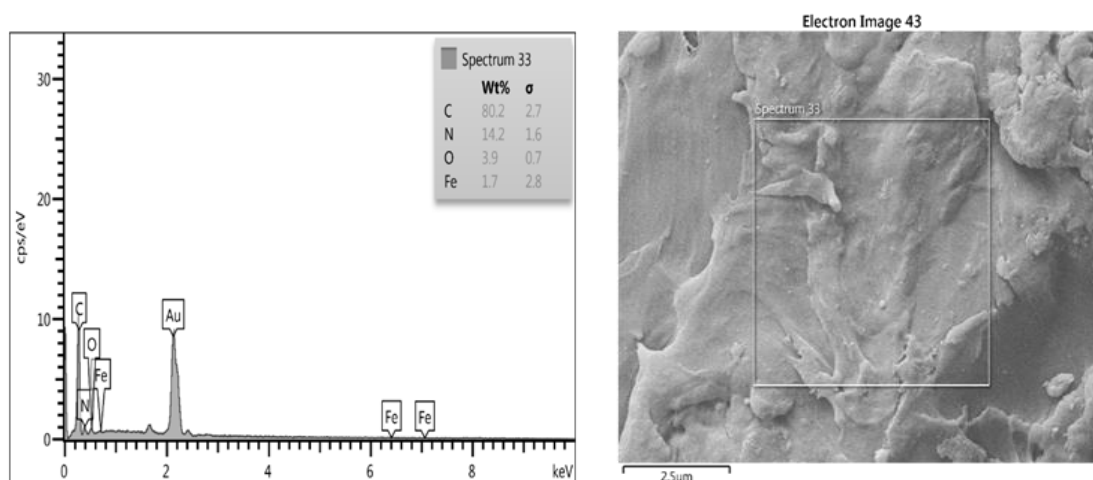 Electron Image 43
30
20
10
0
cps/eV
Spectrum 33
Wt% σ
C 80.2 2.7
N 14.2 1.6
O 3.9 0.7
Fe 1.7 2.8
C
O
Fe
N
Au
Fe
Fe
0 2 4 6 8 keV
Spectrum 33
2.5μm